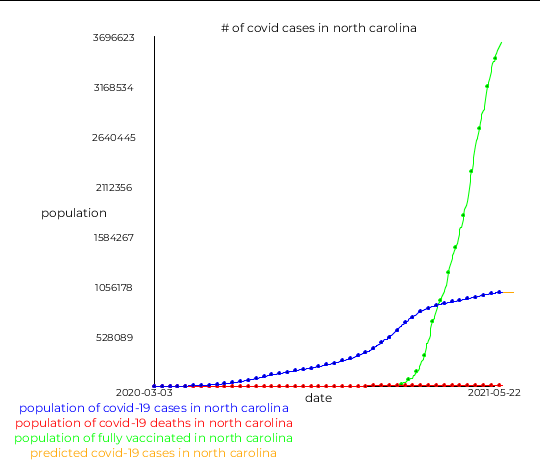 # of covid cases in north carolina
3696623
3168534
2640445
2112356
population
1584267
1056178
528089
2020-03-03
date
2021-05-22
population of covid-19 cases in north carolina
population of covid-19 deaths in north carolina
population of fully vaccinated in north carolina
predicted covid-19 cases in north carolina